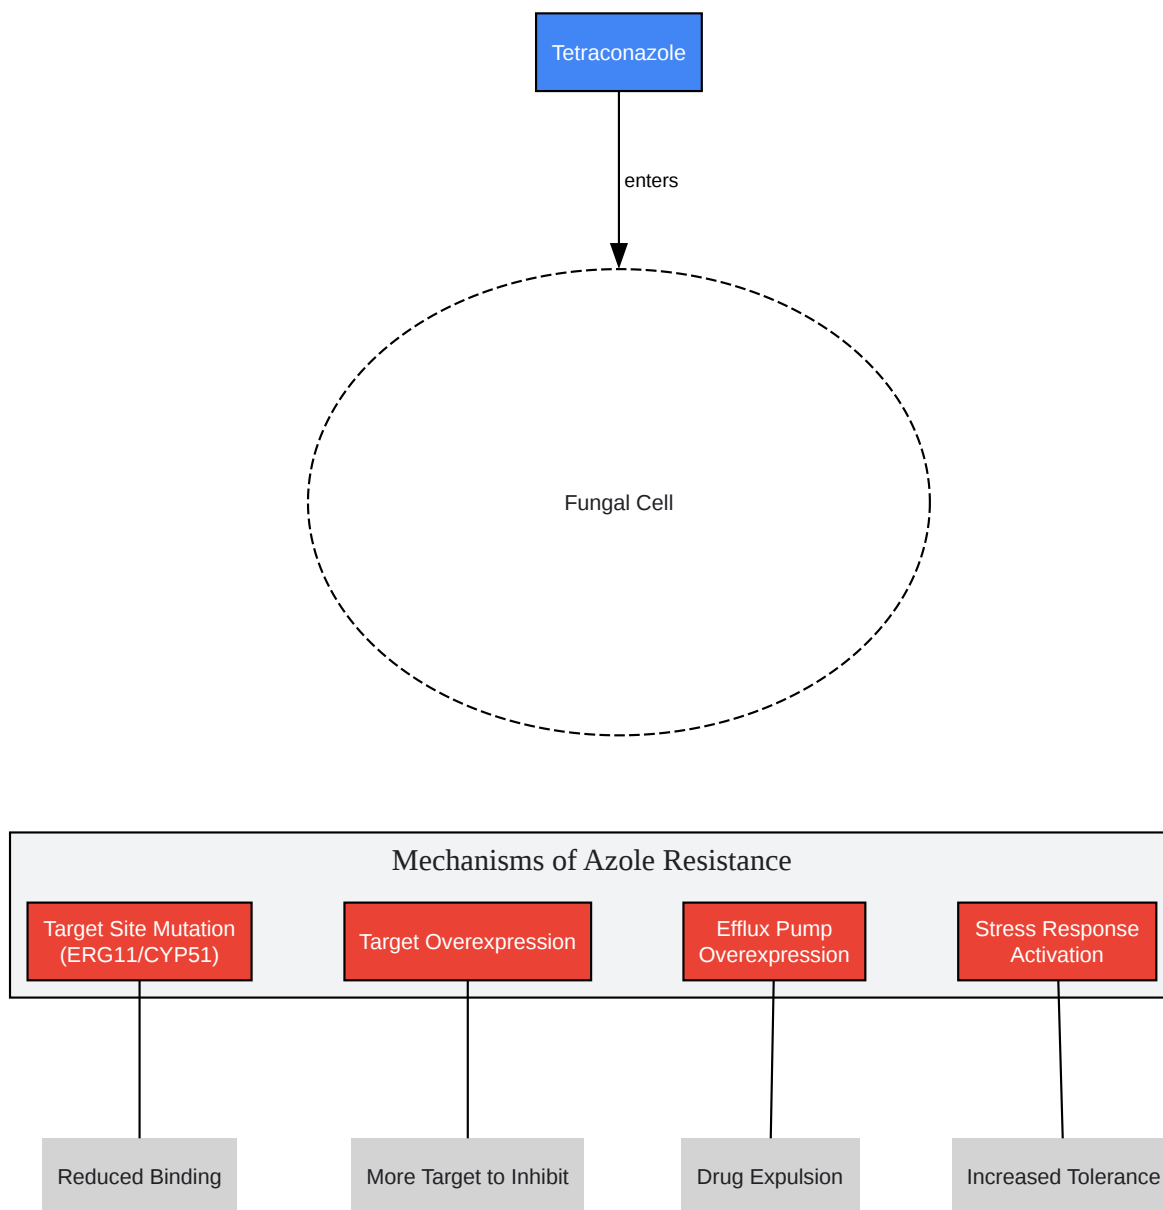 Tetraconazole
enters
Fungal Cell
Mechanisms of Azole Resistance
Target Site Mutation
(ERG11/CYP51)
Target Overexpression
Efflux Pump
Overexpression
Stress Response
Activation
Reduced Binding
More Target to Inhibit
Drug Expulsion
Increased Tolerance